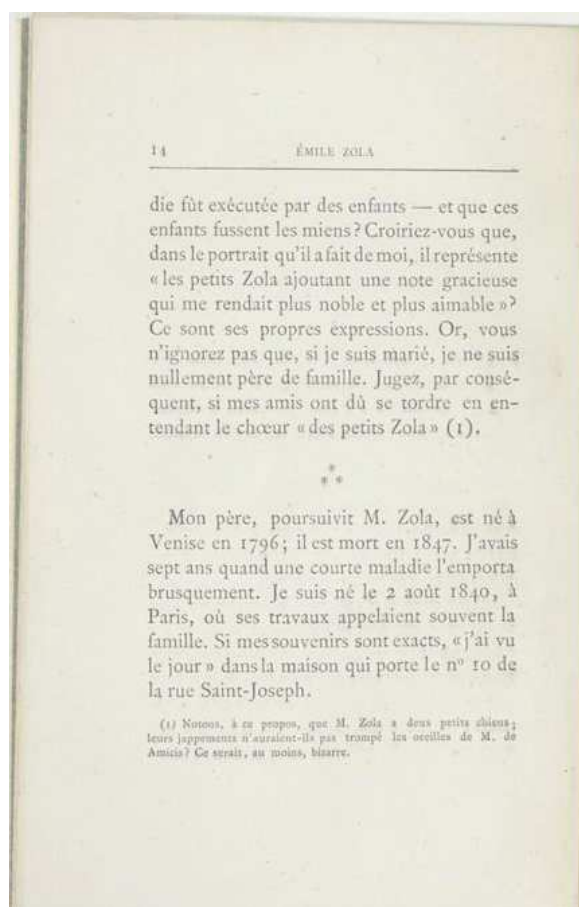 14
ÉMILE ZOLA
die fût exécutée par des enfants — et que ces
enfants fussent les miens ? Croiriez-vous que,
dans le portrait qu'il a fait de moi, il représente
« les petits Zola ajoutant une note gracieuse
qui me rendait plus noble et plus aimable » ?
Ce sont ses propres expressions. Or, vous
n'ignorez pas que, si je suis marié, je ne suis
nullement père de famille. Jugez, par consé-
quent, si mes amis ont dû se tordre en en-
tendant le chœur « des petits Zola » (1).
* * *
Mon père, poursuivit M. Zola, est né à
Venise en 1796 ; il est mort en 1847. J'avais
sept ans quand une courte maladie l'emporta
brusquement. Je suis né le 2 août 1840, à
Paris, où ses travaux appelaient souvent la
famille. Si mes souvenirs sont exacts, « j'ai vu
le jour » dans la maison qui porte le nº 10 de
la rue Saint-Joseph.
(1) Notons, à ce propos, que M. Zola a deux petits chiens ;
leurs jappements n'auraient-ils pas trompé les oreilles de M. de
Amicis ? Ce serait, au moins, bizarre.